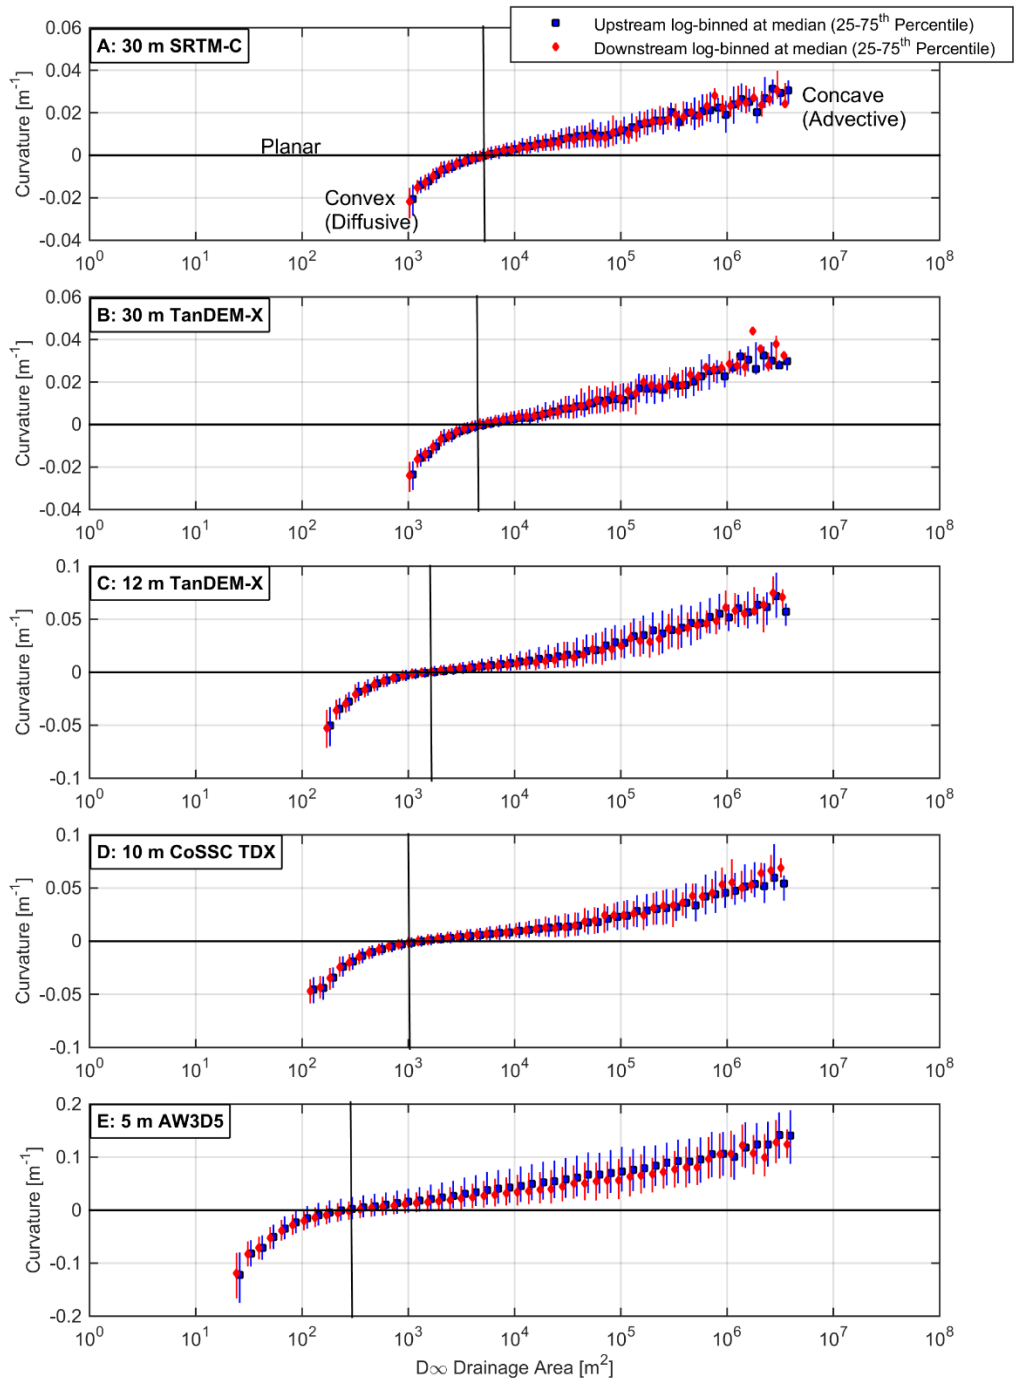 Upstream log-binned at median (25-75th Percentile)
Downstream log-binned at median (25-75th Percentile)
A: 30 m SRTM-C
0.06
0.04
0.02
0
-0.02
-0.04
Curvature [m-1]
Planar
Convex
(Diffusive)
Concave
(Advective)
10^0 10^1 10^2 10^3 10^4 10^5 10^6 10^7 10^8
B: 30 m TanDEM-X
0.06
0.04
0.02
0
-0.02
-0.04
Curvature [m-1]
10^0 10^1 10^2 10^3 10^4 10^5 10^6 10^7 10^8
C: 12 m TanDEM-X
0.1
0.05
0
-0.05
-0.1
Curvature [m-1]
10^0 10^1 10^2 10^3 10^4 10^5 10^6 10^7 10^8
D: 10 m CoSSC TDX
0.1
0.05
0
-0.05
-0.1
Curvature [m-1]
10^0 10^1 10^2 10^3 10^4 10^5 10^6 10^7 10^8
E: 5 m AW3D5
0.2
0.1
0
-0.1
-0.2
Curvature [m-1]
10^0 10^1 10^2 10^3 10^4 10^5 10^6 10^7 10^8
D∞ Drainage Area [m2]